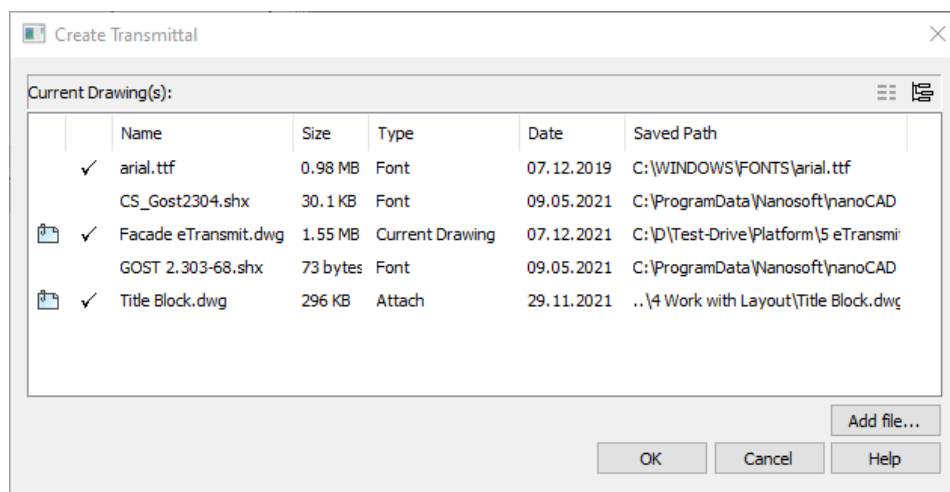 Create Transmittal
Current Drawing(s):
Name Size Type Date Saved Path
✓ arial.ttf 0.98 MB Font 07.12.2019 C:\WINDOWS\FONTS\arial.ttf
CS_Gost2304.shx 30.1 KB Font 09.05.2021 C:\ProgramData\Nanosoft\nanoCAD
✓ Facade eTransmit.dwg 1.55 MB Current Drawing 07.12.2021 C:\D\Test-Drive\Platform\5 eTransmit
GOST 2.303-68.shx 73 bytes Font 09.05.2021 C:\ProgramData\Nanosoft\nanoCAD
✓ Title Block.dwg 296 KB Attach 29.11.2021 ..\4 Work with Layout\Title Block.dwg
Add file...
OK Cancel Help